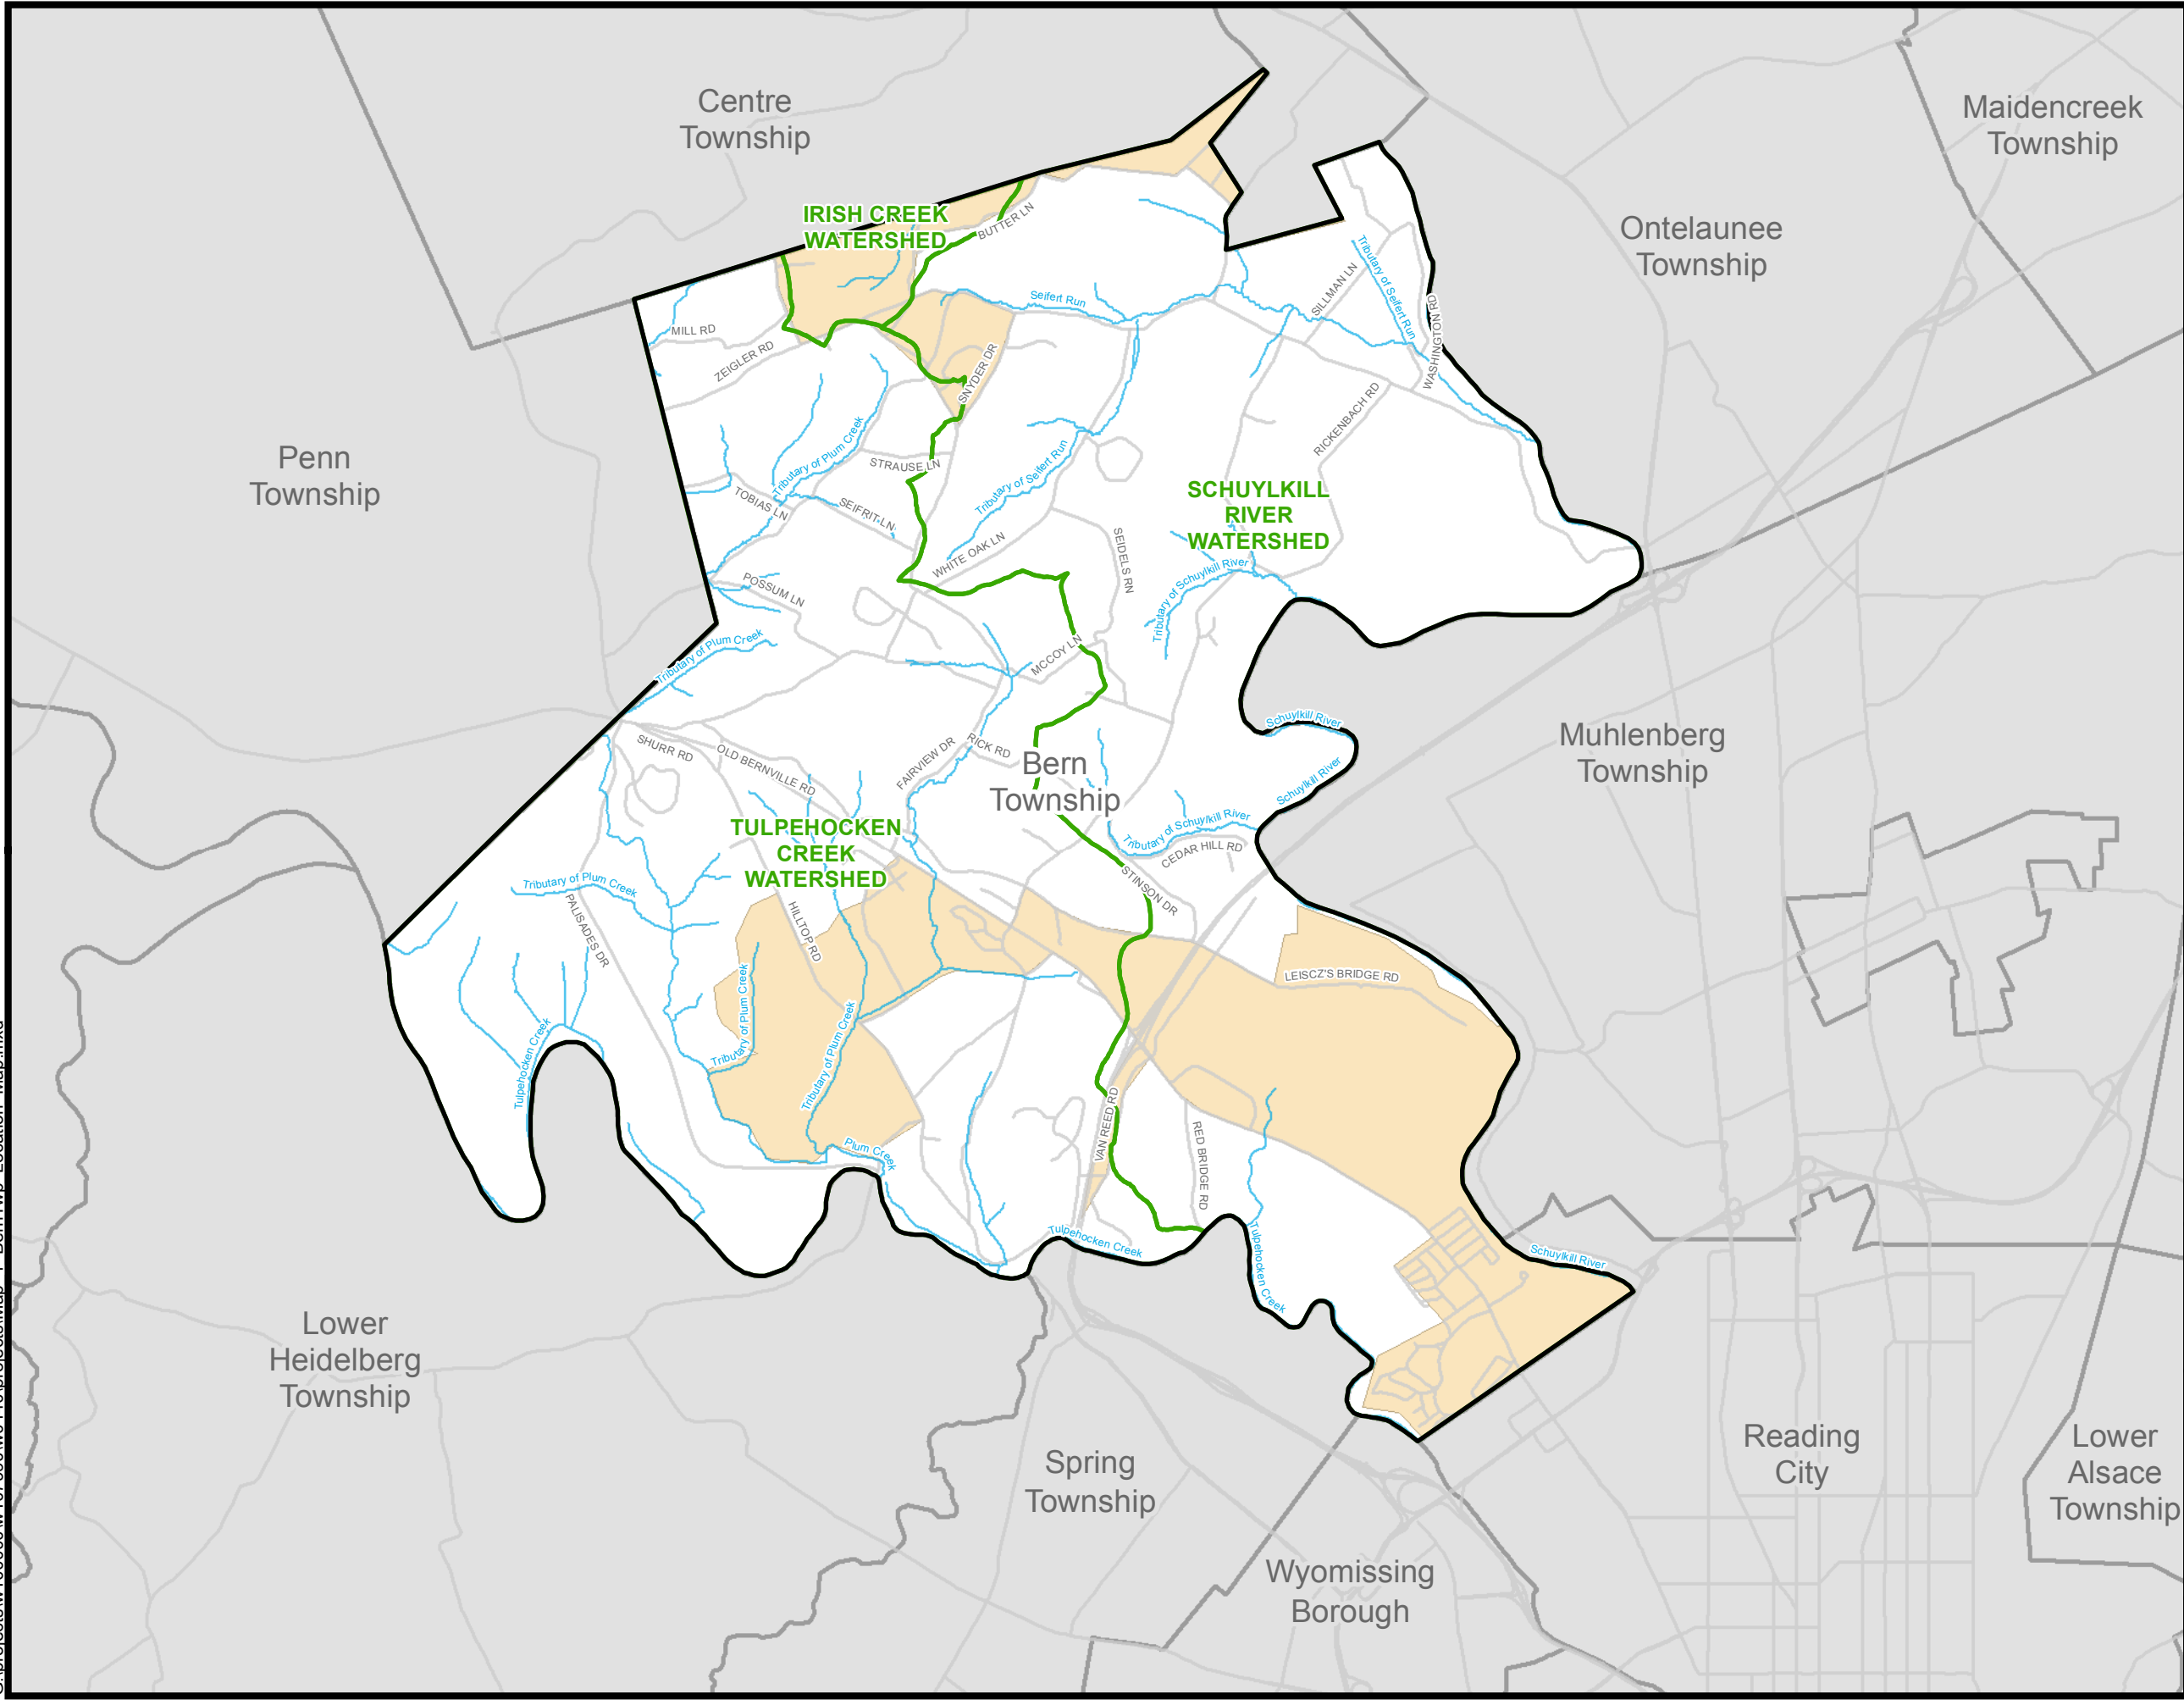 Centre
Township
Maidencreek
Township
IRISH CREEK
WATERSHED
BUTTER LN
Ontelaunee
Township
Tributary of Seifert Run
SILLMAN LN
Seifert Run
WASHINGTON RD
MILL RD
ZEIGLER RD
SNYDER DR
RICKENBACH RD
Penn
Township
Tributary of Plum Creek
STRAUSE LN
Tributary of Seifert Run
TOBIAS LN
SEIFRIT LN
SCHUYLKILL
RIVER
WATERSHED
WHITE OAK LN
SEIDELS RN
POSSUM LN
Tributary of Schuylkill River
Tributary of Plum Creek
MCCOY LN
Schuylkill River
Muhlenberg
Township
SHURR RD
OLD BERNVILLE RD
FAIRVIEW DR
RICK RD
Bern
Township
Schuylkill River
TULPEHOCKEN
CREEK
WATERSHED
Tributary of Schuylkill River
CEDAR HILL RD
STINSON DR
Tributary of Plum Creek
PALISADES DR
HILLTOP RD
LEISCZ'S BRIDGE RD
Tributary of Plum Creek
Tributary of Plum Creek
Tulpehocken Creek
VAN REED RD
RED BRIDGE RD
Plum Creek
Tulpehocken Creek
Tulpehocken Creek
Schuylkill River
Lower
Heidelberg
Township
Spring
Township
Reading
City
Lower
Alsace
Township
Wyomissing
Borough